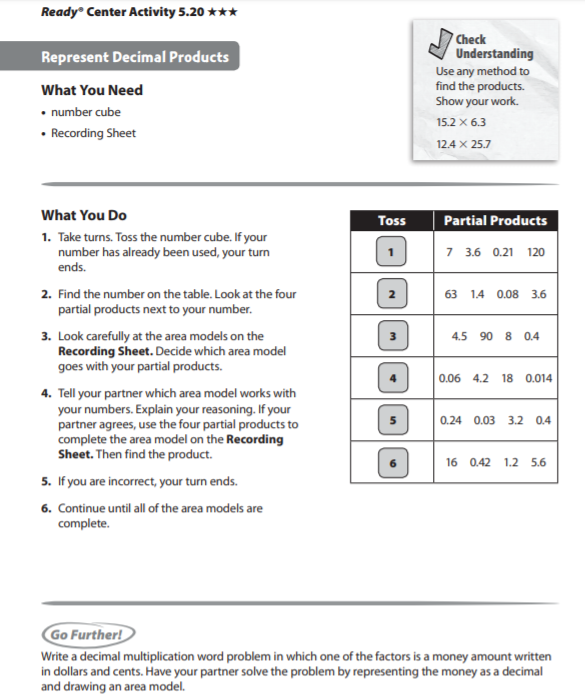 Ready® Center Activity 5.20 ★★★
Represent Decimal Products
What You Need
• number cube
• Recording Sheet
Check
Understanding
Use any method to
find the products.
Show your work.
15.2 × 6.3
12.4 × 25.7
What You Do
1. Take turns. Toss the number cube. If your
number has already been used, your turn
ends.
2. Find the number on the table. Look at the four
partial products next to your number.
3. Look carefully at the area models on the
Recording Sheet. Decide which area model
goes with your partial products.
4. Tell your partner which area model works with
your numbers. Explain your reasoning. If your
partner agrees, use the four partial products to
complete the area model on the Recording
Sheet. Then find the product.
5. If you are incorrect, your turn ends.
6. Continue until all of the area models are
complete.
Toss Partial Products
1 7 3.6 0.21 120
2 63 1.4 0.08 3.6
3 4.5 90 8 0.4
4 0.06 4.2 18 0.014
5 0.24 0.03 3.2 0.4
6 16 0.42 1.2 5.6
Go Further!
Write a decimal multiplication word problem in which one of the factors is a money amount written
in dollars and cents. Have your partner solve the problem by representing the money as a decimal
and drawing an area model.